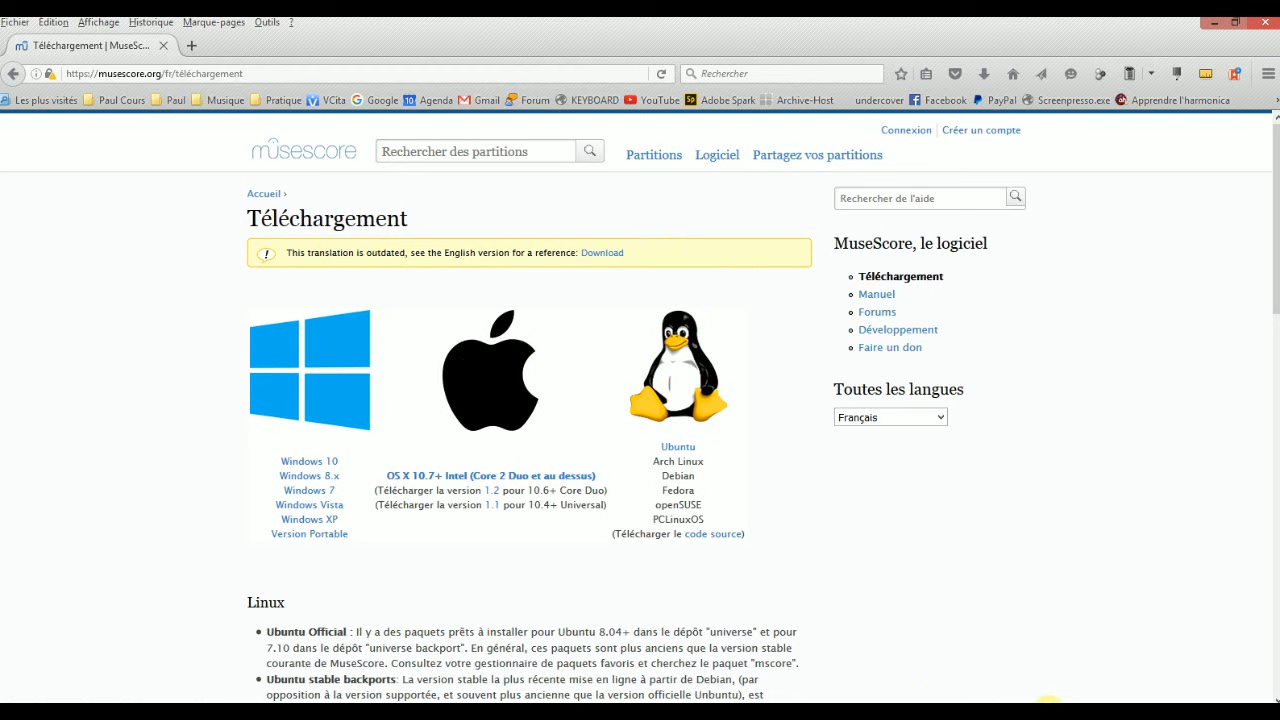 Fichier Édition Affichage Historique Marque-pages Outils ?
Téléchargement | MuseSc...
https://musescore.org/fr/téléchargement
Rechercher
Les plus visités Paul Cours Paul Musique Pratique VCita Google Agenda Gmail Forum KEYBOARD YouTube Adobe Spark Archive-Host undercover Facebook PayPal Screenpresso.exe Apprendre l'harmonica
Connexion Créer un compte
musescore
Rechercher des partitions
Partitions Logiciel Partagez vos partitions
Accueil ›
Téléchargement
This translation is outdated, see the English version for a reference: Download
Windows 10
Windows 8.x
Windows 7
Windows Vista
Windows XP
Version Portable
OS X 10.7+ Intel (Core 2 Duo et au dessus)
(Télécharger la version 1.2 pour 10.6+ Core Duo)
(Télécharger la version 1.1 pour 10.4+ Universal)
Ubuntu
Arch Linux
Debian
Fedora
openSUSE
PCLinuxOS
(Télécharger le code source)
Linux
Ubuntu Official : Il y a des paquets prêts à installer pour Ubuntu 8.04+ dans le dépôt "universe" et pour
7.10 dans le dépôt "universe backport". En général, ces paquets sont plus anciens que la version stable
courante de MuseScore. Consultez votre gestionnaire de paquets favoris et cherchez le paquet "mscore".
Ubuntu stable backports: La version stable la plus récente mise en ligne à partir de Debian, (par
opposition à la version supportée, et souvent plus ancienne que la version officielle Unbuntu), est
Rechercher de l'aide
MuseScore, le logiciel
Téléchargement
Manuel
Forums
Développement
Faire un don
Toutes les langues
Français